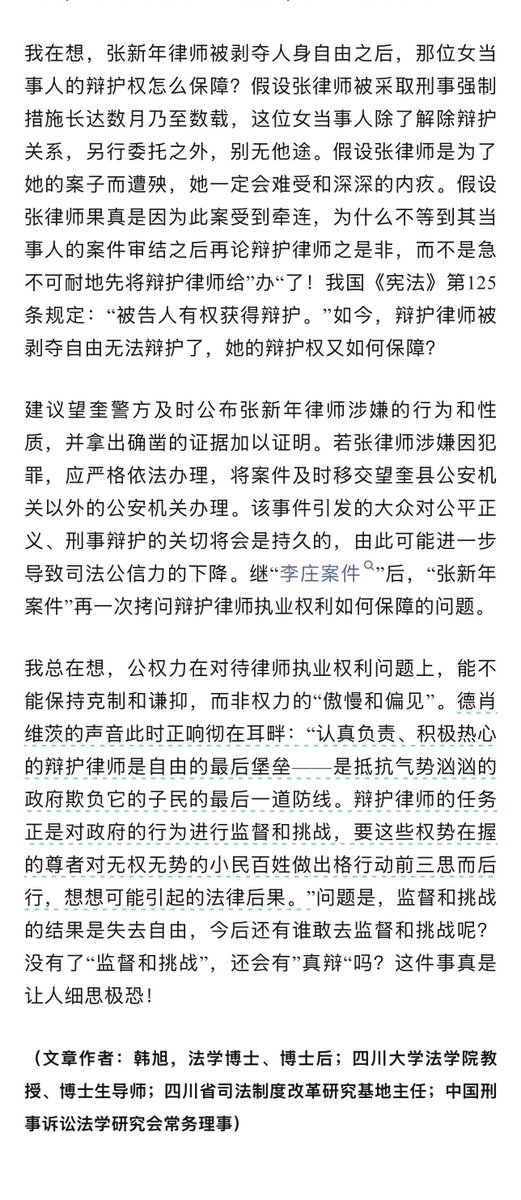 我在想，张新年律师被剥夺人身自由之后，那位女当
事人的辩护权怎么保障？假设张律师被采取刑事强制
措施长达数月乃至数载，这位女当事人除了解除辩护
关系，另行委托之外，别无他途。假设张律师是为了
她的案子而遭殃，她一定会难受和深深的内疚。假设
张律师果真是因为此案受到牵连，为什么不等到其当
事人的案件审结之后再论辩护律师之是非，而不是急
不可耐地先将辩护律师给”办“了！我国《宪法》第125
条规定：“被告人有权获得辩护。”如今，辩护律师被
剥夺自由无法辩护了，她的辩护权又如何保障？
建议望奎警方及时公布张新年律师涉嫌的行为和性
质，并拿出确凿的证据加以证明。若张律师涉嫌因犯
罪，应严格依法办理，将案件及时移交望奎县公安机
关以外的公安机关办理。该事件引发的大众对公平正
义、刑事辩护的关切将会是持久的，由此可能进一步
导致司法公信力的下降。继“李庄案件”后，“张新年
案件”再一次拷问辩护律师执业权利如何保障的问题。
我总在想，公权力在对待律师执业权利问题上，能不
能保持克制和谦抑，而非权力的“傲慢和偏见”。德肖
维茨的声音此时正响彻在耳畔：“认真负责、积极热心
的辩护律师是自由的最后堡垒——是抵抗气势汹汹的
政府欺负它的子民的最后一道防线。辩护律师的任务
正是对政府的行为进行监督和挑战，要这些权势在握
的尊者对无权无势的小民百姓做出格行动前三思而后
行，想想可能引起的法律后果。”问题是，监督和挑战
的结果是失去自由，今后还有谁敢去监督和挑战呢？
没有了“监督和挑战”，还会有”真辩“吗？这件事真是
让人细思极恐！
（文章作者：韩旭，法学博士、博士后；四川大学法学院教
授、博士生导师；四川省司法制度改革研究基地主任；中国刑
事诉讼法学研究会常务理事）